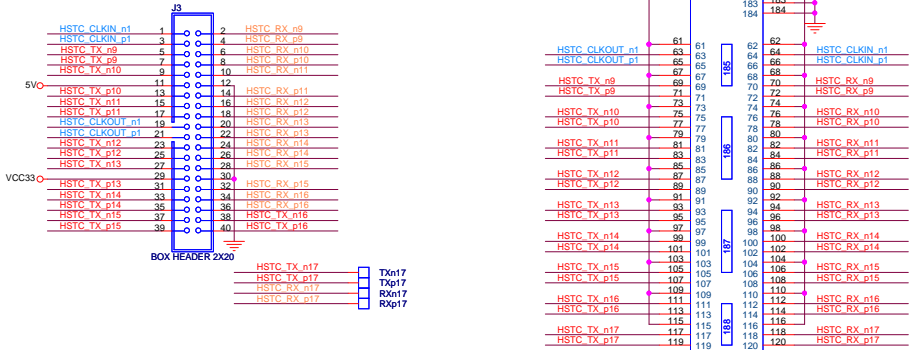 J3
HSTC_CLKIN_n1 1 2 HSTC_RX_n9
HSTC_CLKIN_p1 3 4 HSTC_RX_p9
HSTC_TX_n9 5 6 HSTC_RX_n10
HSTC_TX_p9 7 8 HSTC_RX_p10
HSTC_TX_n10 9 10 HSTC_RX_n11
5V 11 12
HSTC_TX_p10 13 14 HSTC_RX_p11
HSTC_TX_n11 15 16 HSTC_RX_n12
HSTC_TX_p11 17 18 HSTC_RX_p12
HSTC_CLKOUT_n1 19 20 HSTC_RX_n13
HSTC_CLKOUT_p1 21 22 HSTC_RX_p13
HSTC_TX_n12 23 24 HSTC_RX_n14
HSTC_TX_p12 25 26 HSTC_RX_p14
HSTC_TX_n13 27 28 HSTC_RX_n15
VCC33 29 30
HSTC_TX_p13 31 32 HSTC_RX_p15
HSTC_TX_n14 33 34 HSTC_RX_n16
HSTC_TX_p14 35 36 HSTC_RX_p16
HSTC_TX_n15 37 38 HSTC_TX_n16
HSTC_TX_p15 39 40 HSTC_TX_p16
BOX HEADER 2X20
HSTC_TX_n17 TXn17
HSTC_TX_p17 TXp17
HSTC_RX_n17 RXn17
HSTC_RX_p17 RXp17
183
184
61 61 62 62
HSTC_CLKOUT_n1 63 63 64 64 HSTC_CLKIN_n1
HSTC_CLKOUT_p1 65 65 66 66 HSTC_CLKIN_p1
185
67 67 68 68
HSTC_TX_n9 69 69 70 70 HSTC_RX_n9
HSTC_TX_p9 71 71 72 72 HSTC_RX_p9
73 73 74 74
HSTC_TX_n10 75 75 76 76 HSTC_RX_n10
HSTC_TX_p10 77 77 78 78 HSTC_RX_p10
79 79 80 80
HSTC_TX_n11 81 81 82 82 HSTC_RX_n11
HSTC_TX_p11 83 83 84 84 HSTC_RX_p11
186
85 85 86 86
HSTC_TX_n12 87 87 88 88 HSTC_RX_n12
HSTC_TX_p12 89 89 90 90 HSTC_RX_p12
91 91 92 92
HSTC_TX_n13 93 93 94 94 HSTC_RX_n13
HSTC_TX_p13 95 95 96 96 HSTC_RX_p13
97 97 98 98
HSTC_TX_n14 99 99 100 100 HSTC_RX_n14
HSTC_TX_p14 101 101 102 102 HSTC_RX_p14
187
103 103 104 104
HSTC_TX_n15 105 105 106 106 HSTC_RX_n15
HSTC_TX_p15 107 107 108 108 HSTC_RX_p15
109 109 110 110
HSTC_TX_n16 111 111 112 112 HSTC_RX_n16
HSTC_TX_p16 113 113 114 114 HSTC_RX_p16
188
115 115 116 116
HSTC_TX_n17 117 117 118 118 HSTC_RX_n17
HSTC_TX_p17 119 119 120 120 HSTC_RX_p17